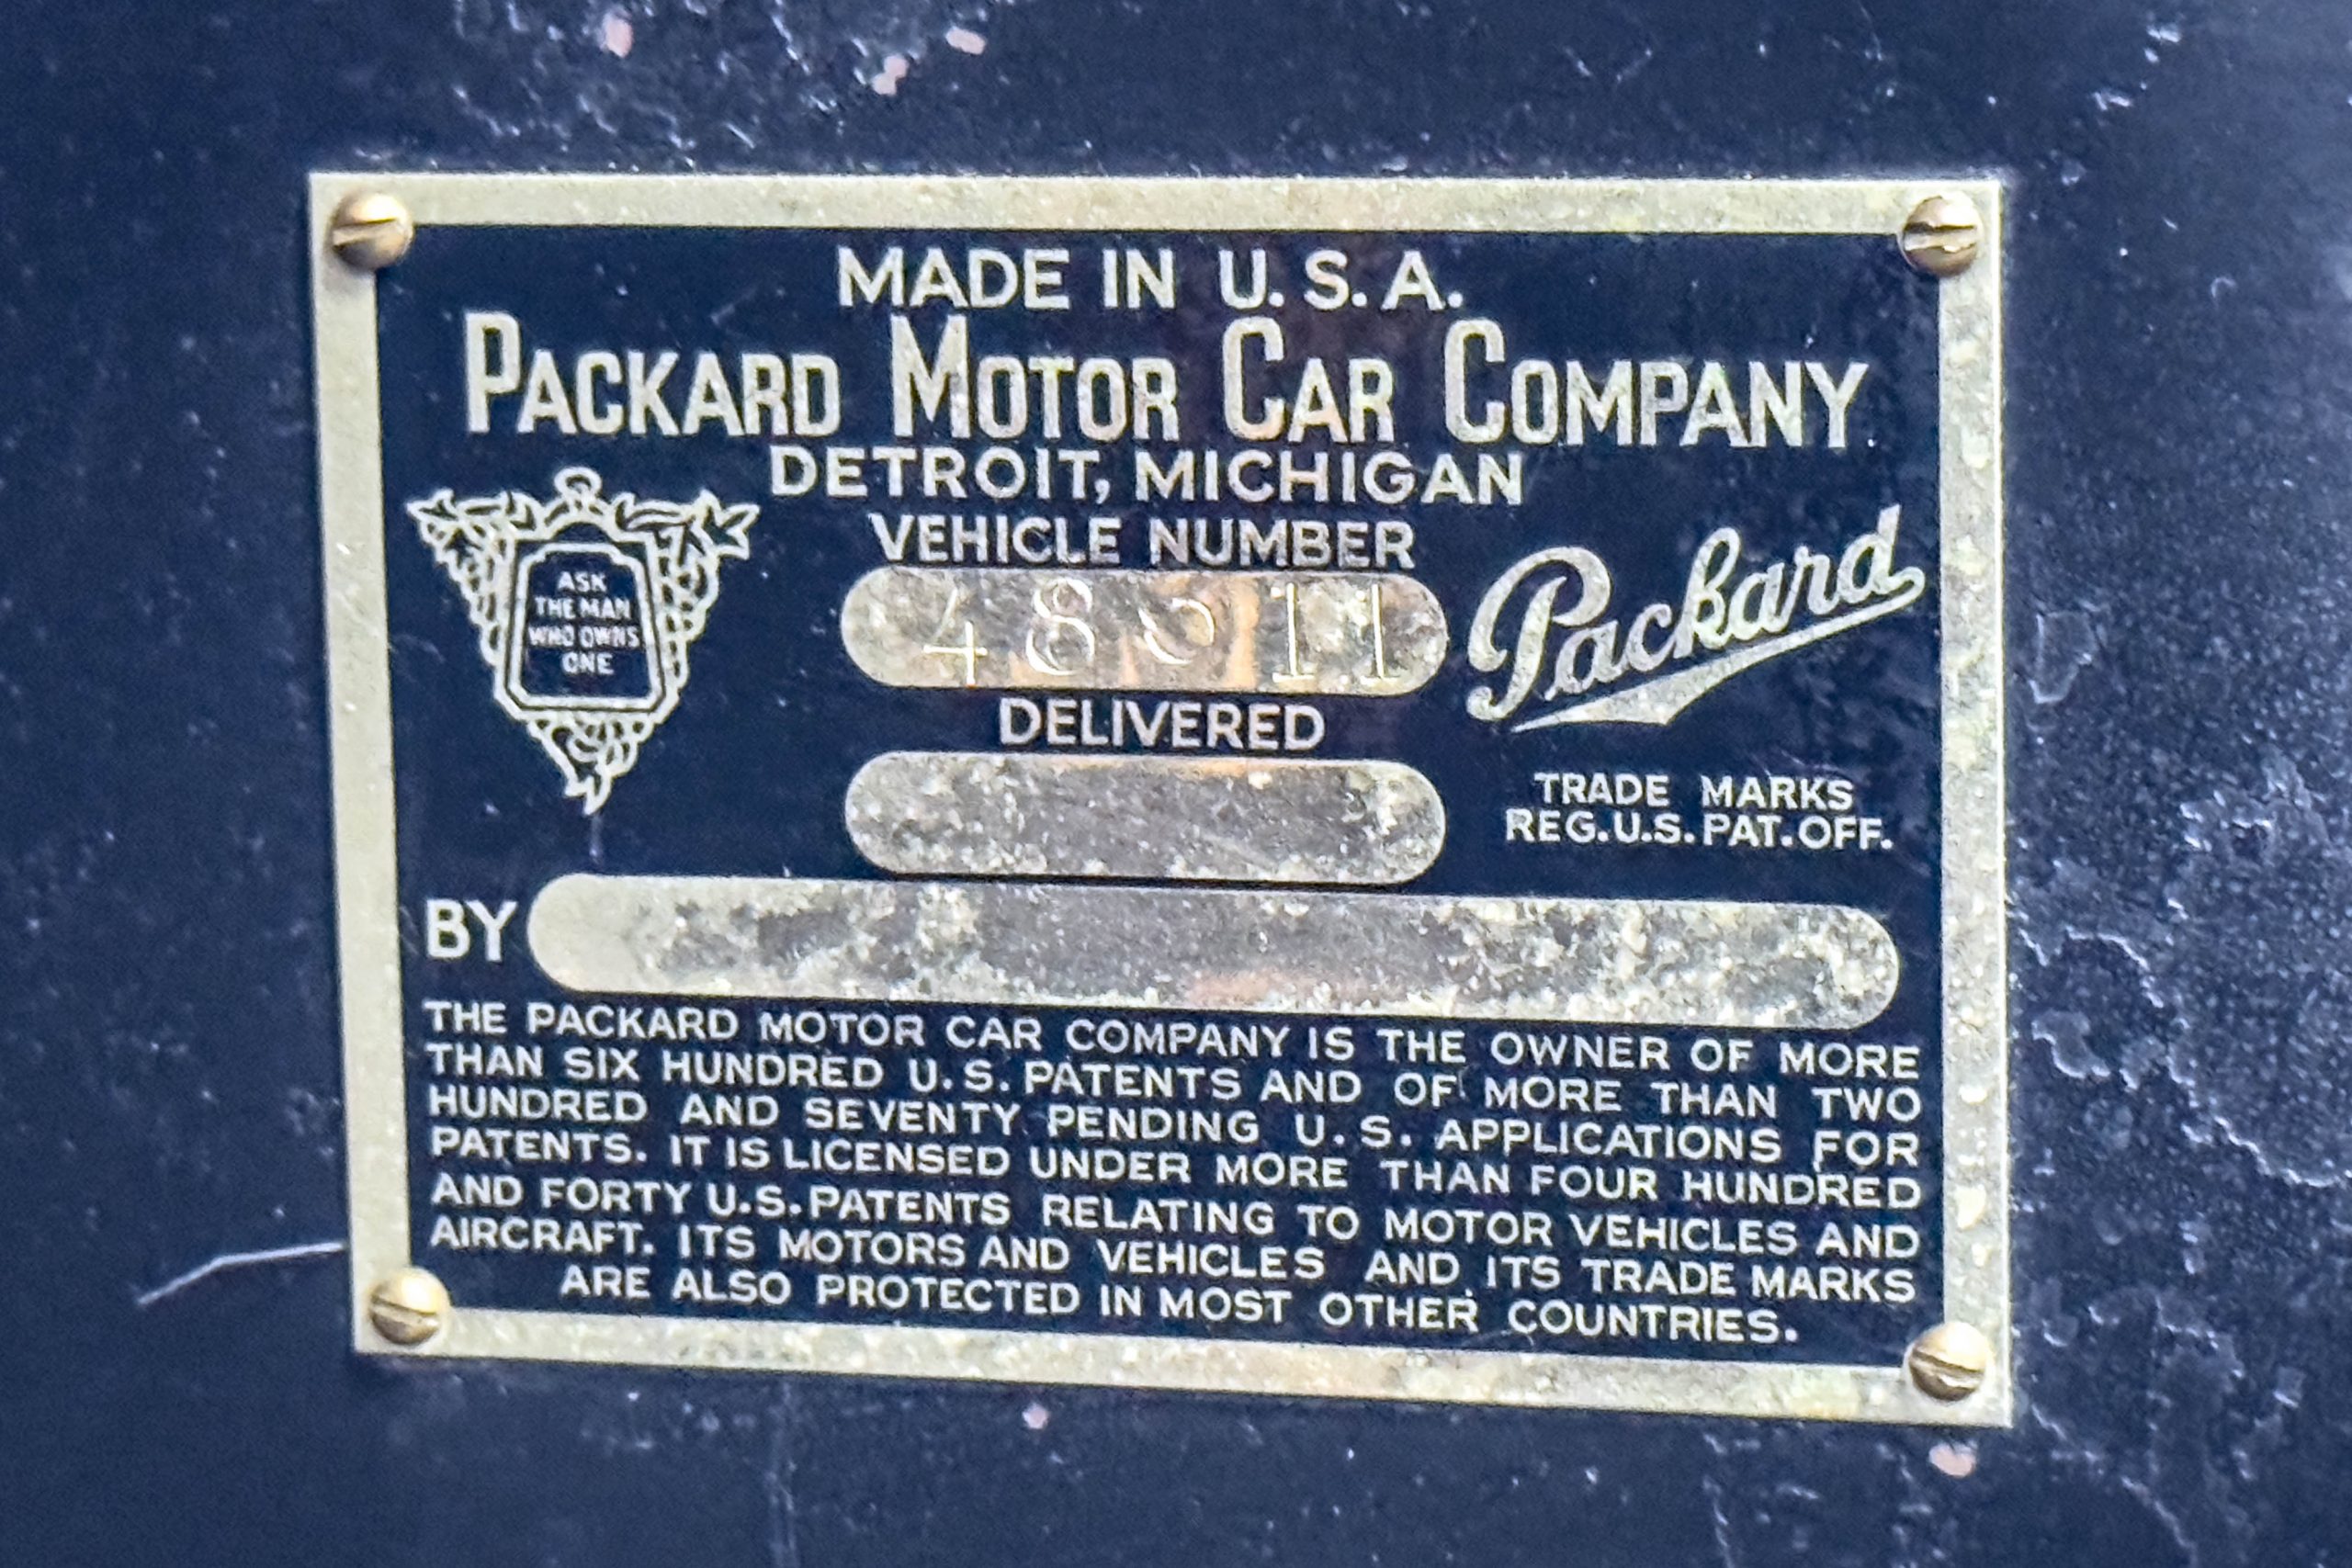 MADE IN U.S.A.
PACKARD MOTOR CAR COMPANY
DETROIT, MICHIGAN
VEHICLE NUMBER
ASK
THE MAN
WHO OWNS
ONE
Packard
DELIVERED
TRADE MARKS
REG.U.S.PAT.OFF.
BY
THE PACKARD MOTOR CAR COMPANY IS THE OWNER OF MORE
THAN SIX HUNDRED U.S. PATENTS AND OF MORE THAN TWO
HUNDRED AND SEVENTY PENDING U.S. APPLICATIONS FOR
PATENTS. IT IS LICENSED UNDER MORE THAN FOUR HUNDRED
AND FORTY U.S. PATENTS RELATING TO MOTOR VEHICLES AND
AIRCRAFT. ITS MOTORS AND VEHICLES AND ITS TRADE MARKS
ARE ALSO PROTECTED IN MOST OTHER COUNTRIES.